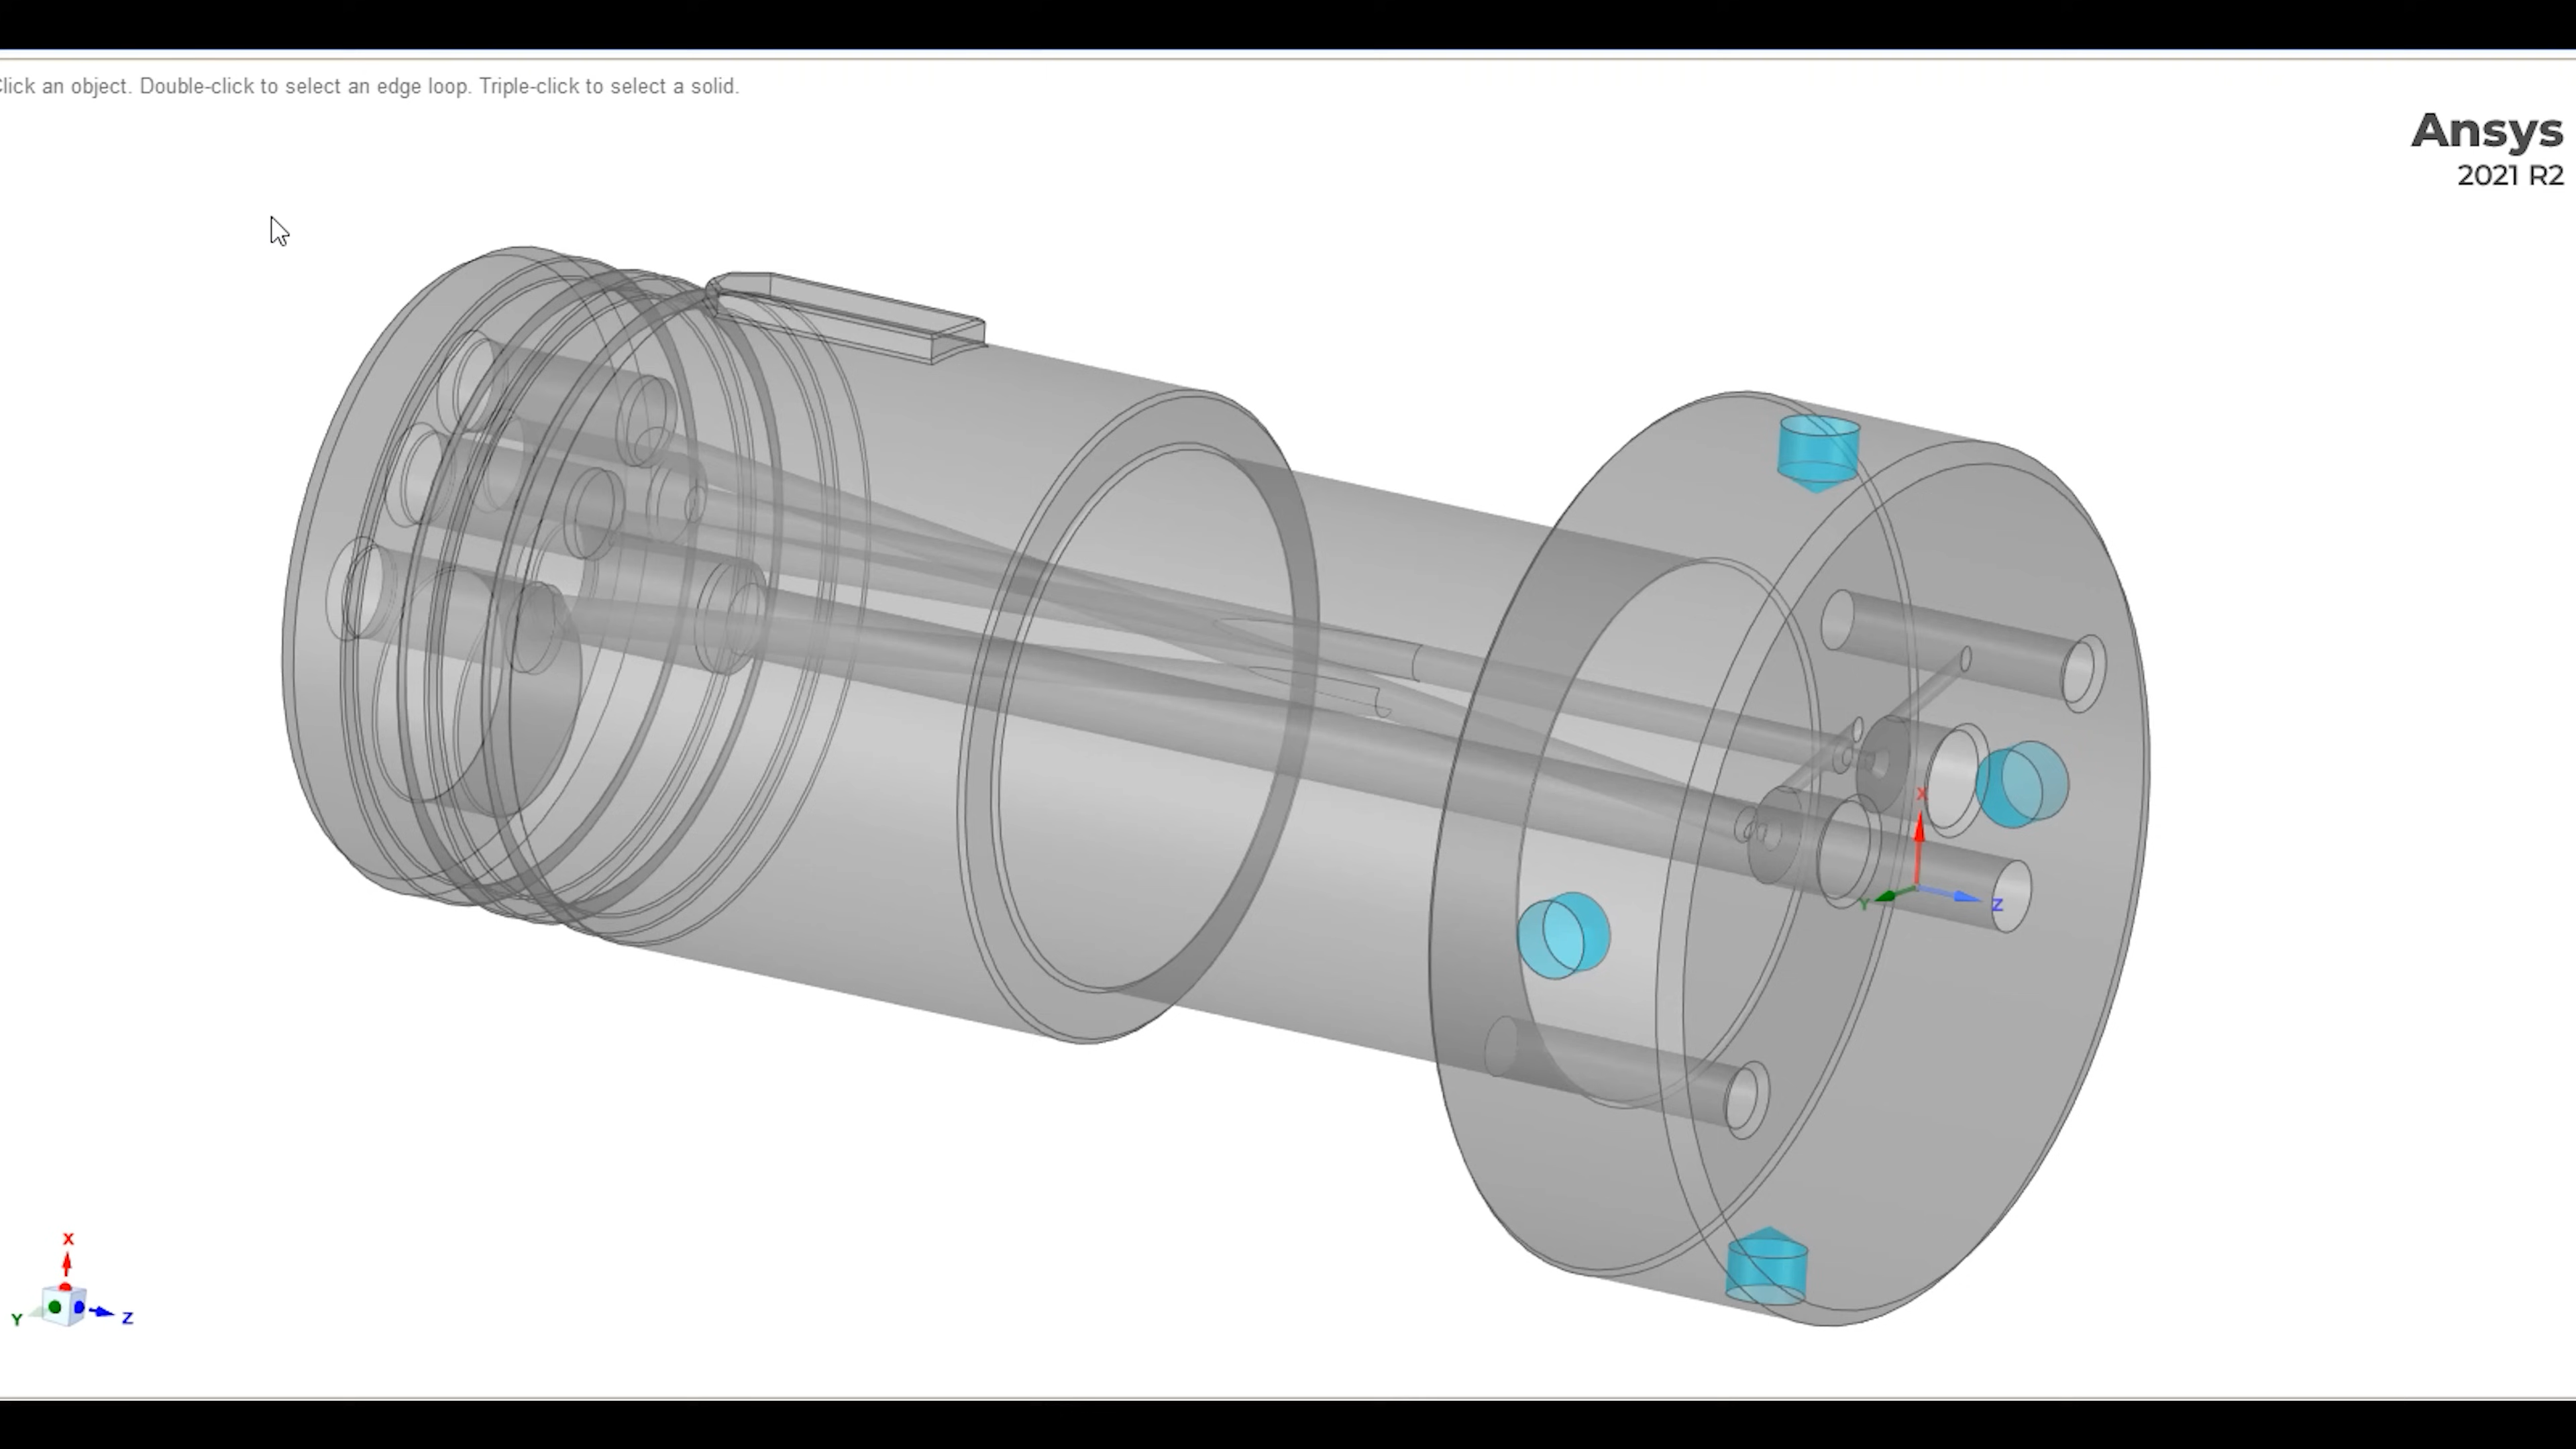 lick an object. Double-click to select an edge loop. Triple-click to select a solid.
Ansys
2021 R2
X
Y
Z
X
Y
Z